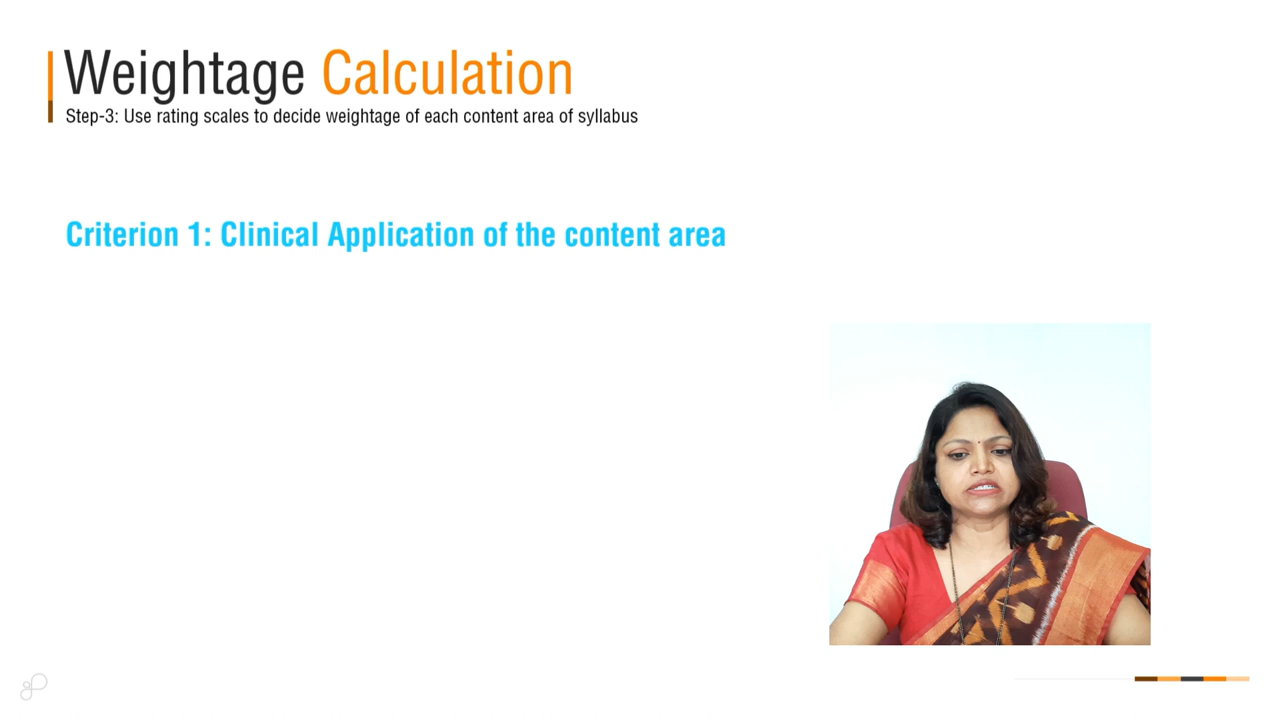 Weightage Calculation
Step-3: Use rating scales to decide weightage of each content area of syllabus
Criterion 1: Clinical Application of the content area